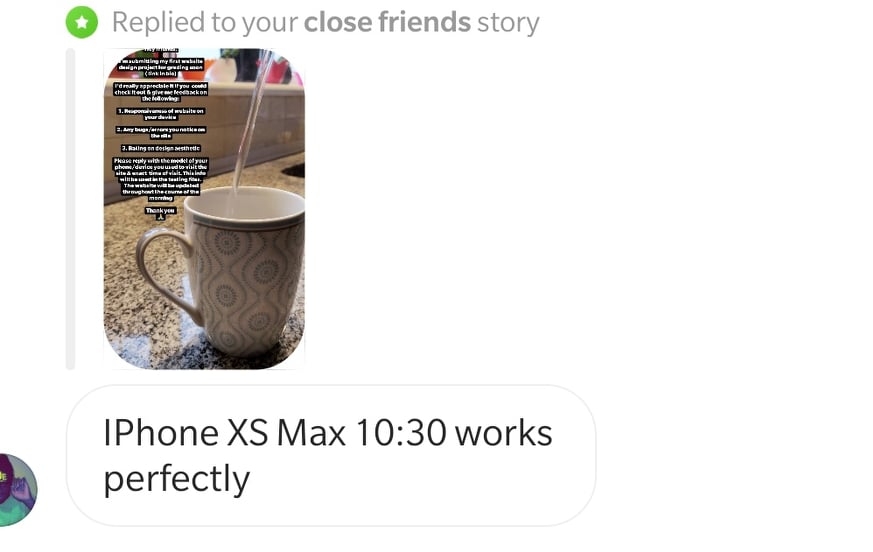 Replied to your close friends story
Hey friends,
submitting my first website
design project for grading soon
(link in bio)
I'd really appreciate it if you could
check it out & give me feedback on
the following:
1. Responsiveness of website on
your device
2. Any bugs/errors you notice on
the site
3. Rating on design aesthetic
Please reply with the model of your
phone/device you used to visit the
site & exact time of visit. This info
will be used in the testing files.
The website will be updated
throughout the course of the
morning
Thank you
IPhone XS Max 10:30 works
perfectly